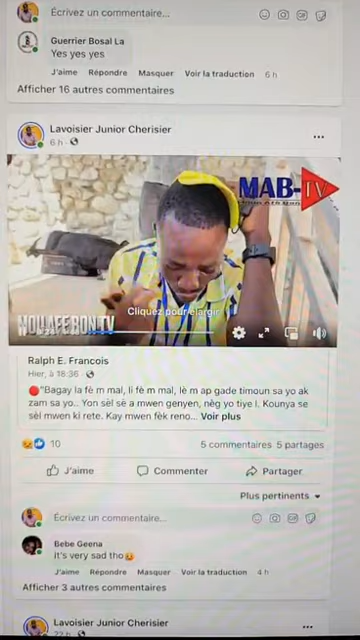 Écrivez un commentaire...
Guerrier Bosal La
Yes yes yes
J'aime Répondre Masquer Voir la traduction 6 h
Afficher 16 autres commentaires
Lavoisier Junior Cherisier
6 h ·
MAB-TV
Cliquez pour élargir
NOU AFE BON TV
Ralph E. Francois
Hier, à 18:36 ·
"Bagay la fè m mal, li fè m mal, lè m ap gade timoun sa yo ak
zam sa yo.. Yon sèl sè a mwen genyen, nèg yo tiye l. Kounya se
sèl mwen ki rete. Kay mwen fèk reno... Voir plus
10
5 commentaires 5 partages
J'aime Commenter Partager
Plus pertinents
Écrivez un commentaire...
Bebe Geena
It's very sad tho
J'aime Répondre Masquer Voir la traduction 4 h
Afficher 3 autres commentaires
Lavoisier Junior Cherisier
22 h ·